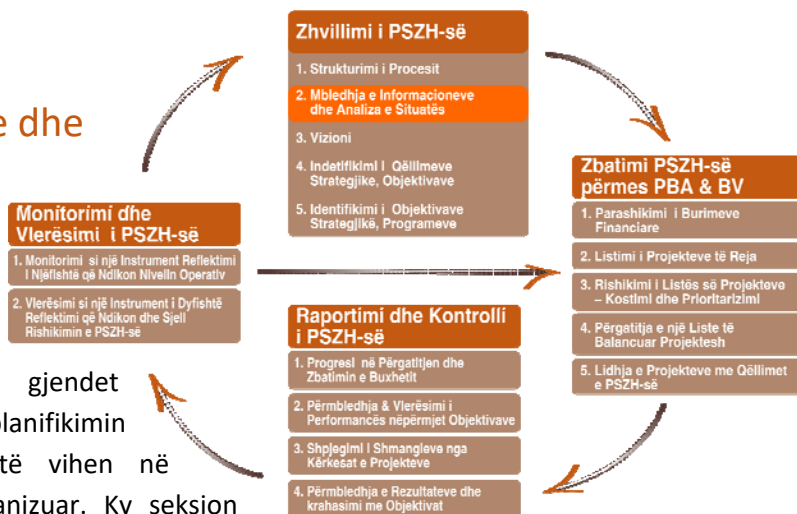 Zhvillimi i PSZH-së
1. Strukturimi i Procesit
2. Mbledhja e Informacioneve
dhe Analiza e Situatës
3. Vizioni
4. Indetifikimi i Qëllimeve
Strategjike, Objektivave
5. Identifikimi i Objektivave
Strategjikë, Programeve
e dhe
Zbatimi PSZH-së
përmes PBA & BV
1. Parashikimi i Burimeve
Financiare
2. Listimi i Projekteve të Reja
3. Rishikimi i Listës së Projekteve
– Kostimi dhe Prioritarizimi
4. Përgatitja e një Liste të
Balancuar Projektesh
5. Lidhja e Projekteve me Qëllimet
e PSZH-së
Monitorimi dhe
Vlerësimi i PSZH-së
1. Monitorimi si një Instrument Reflektimi
i Njëfishtë që Ndikon Nivelin Operativ
2. Vlerësimi si një Instrument i Dyfishtë
Reflektimi që Ndikon dhe Sjell
Rishikimin e PSZH-së
Raportimi dhe Kontrolli
i PSZH-së
1. Progresi në Përgatitjen dhe
Zbatimin e Buxhetit
2. Përmbledhja & Vlerësimi i
Performancës nëpërmjet Objektivave
3. Shpjegimi i Shmangieve nga
Kërkesat e Projekteve
4. Përmbledhja e Rezultateve dhe
krahasimi me Objektivat
gjendet
planifikimin
të vihen në
anizuar. Ky seksion